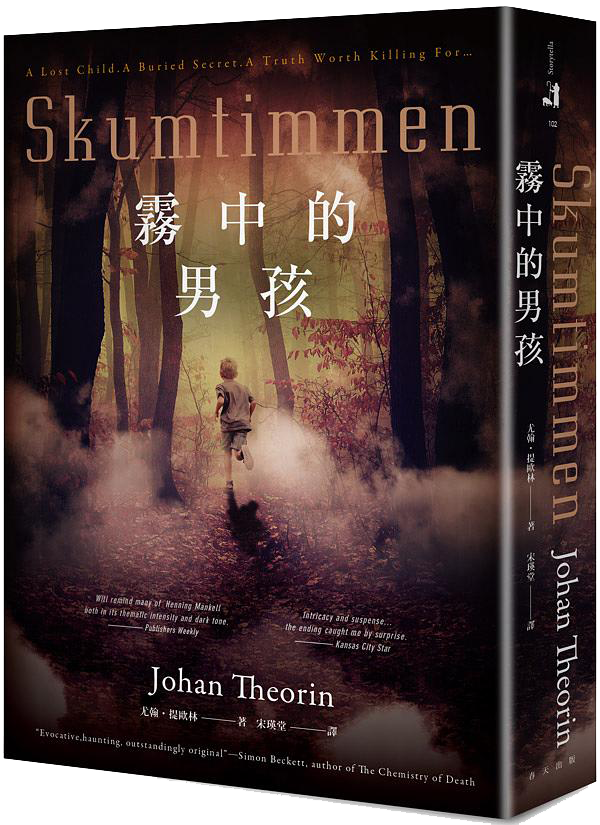 A Lost Child.A Buried Secret.A Truth Worth Killing For...
Skumtimmen
霧中的
男孩
Will remind many of Henning Mankell
both in its thematic intensity and dark tone.
Publishers Weekly
Intricacy and suspense...
the ending caught me by surprise.
Kansas City Star
Johan Theorin
尤翰・提歐林——著 宋瑛堂——譯
"Evocative,haunting, outstandingly original"—Simon Beckett, author of The Chemistry of Death
Storytella
102
霧中的男孩
Skumtimmen
尤翰・提歐林——著 宋瑛堂——譯
Johan Theorin
春天出版